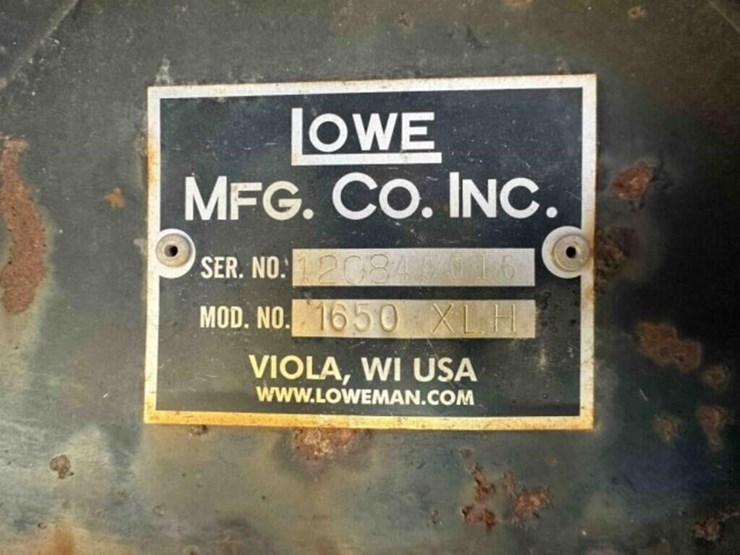 LOWE
MFG. CO. INC.
SER. NO.
MOD. NO. 1650 XLH
VIOLA, WI USA
WWW.LOWEMAN.COM